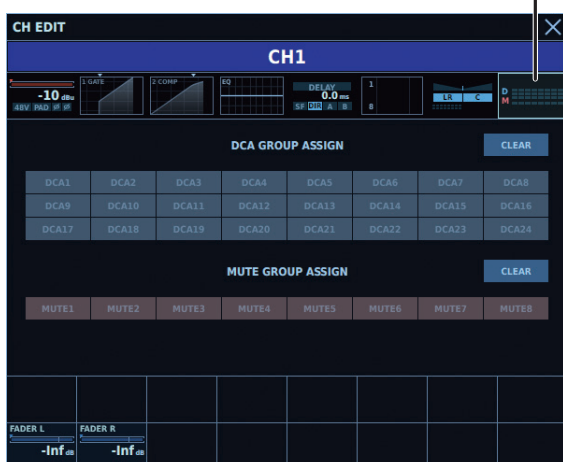 CH EDIT
CH1
-10 dBu
48V PAD Ø Ø
1 GATE
2 COMP
EQ
DELAY
0.0 ms
SF DIR A B
1
8
LR C
D
M
DCA GROUP ASSIGN CLEAR
DCA1 DCA2 DCA3 DCA4 DCA5 DCA6 DCA7 DCA8
DCA9 DCA10 DCA11 DCA12 DCA13 DCA14 DCA15 DCA16
DCA17 DCA18 DCA19 DCA20 DCA21 DCA22 DCA23 DCA24
MUTE GROUP ASSIGN CLEAR
MUTE1 MUTE2 MUTE3 MUTE4 MUTE5 MUTE6 MUTE7 MUTE8
FADER L FADER R
-Inf dB -Inf dB